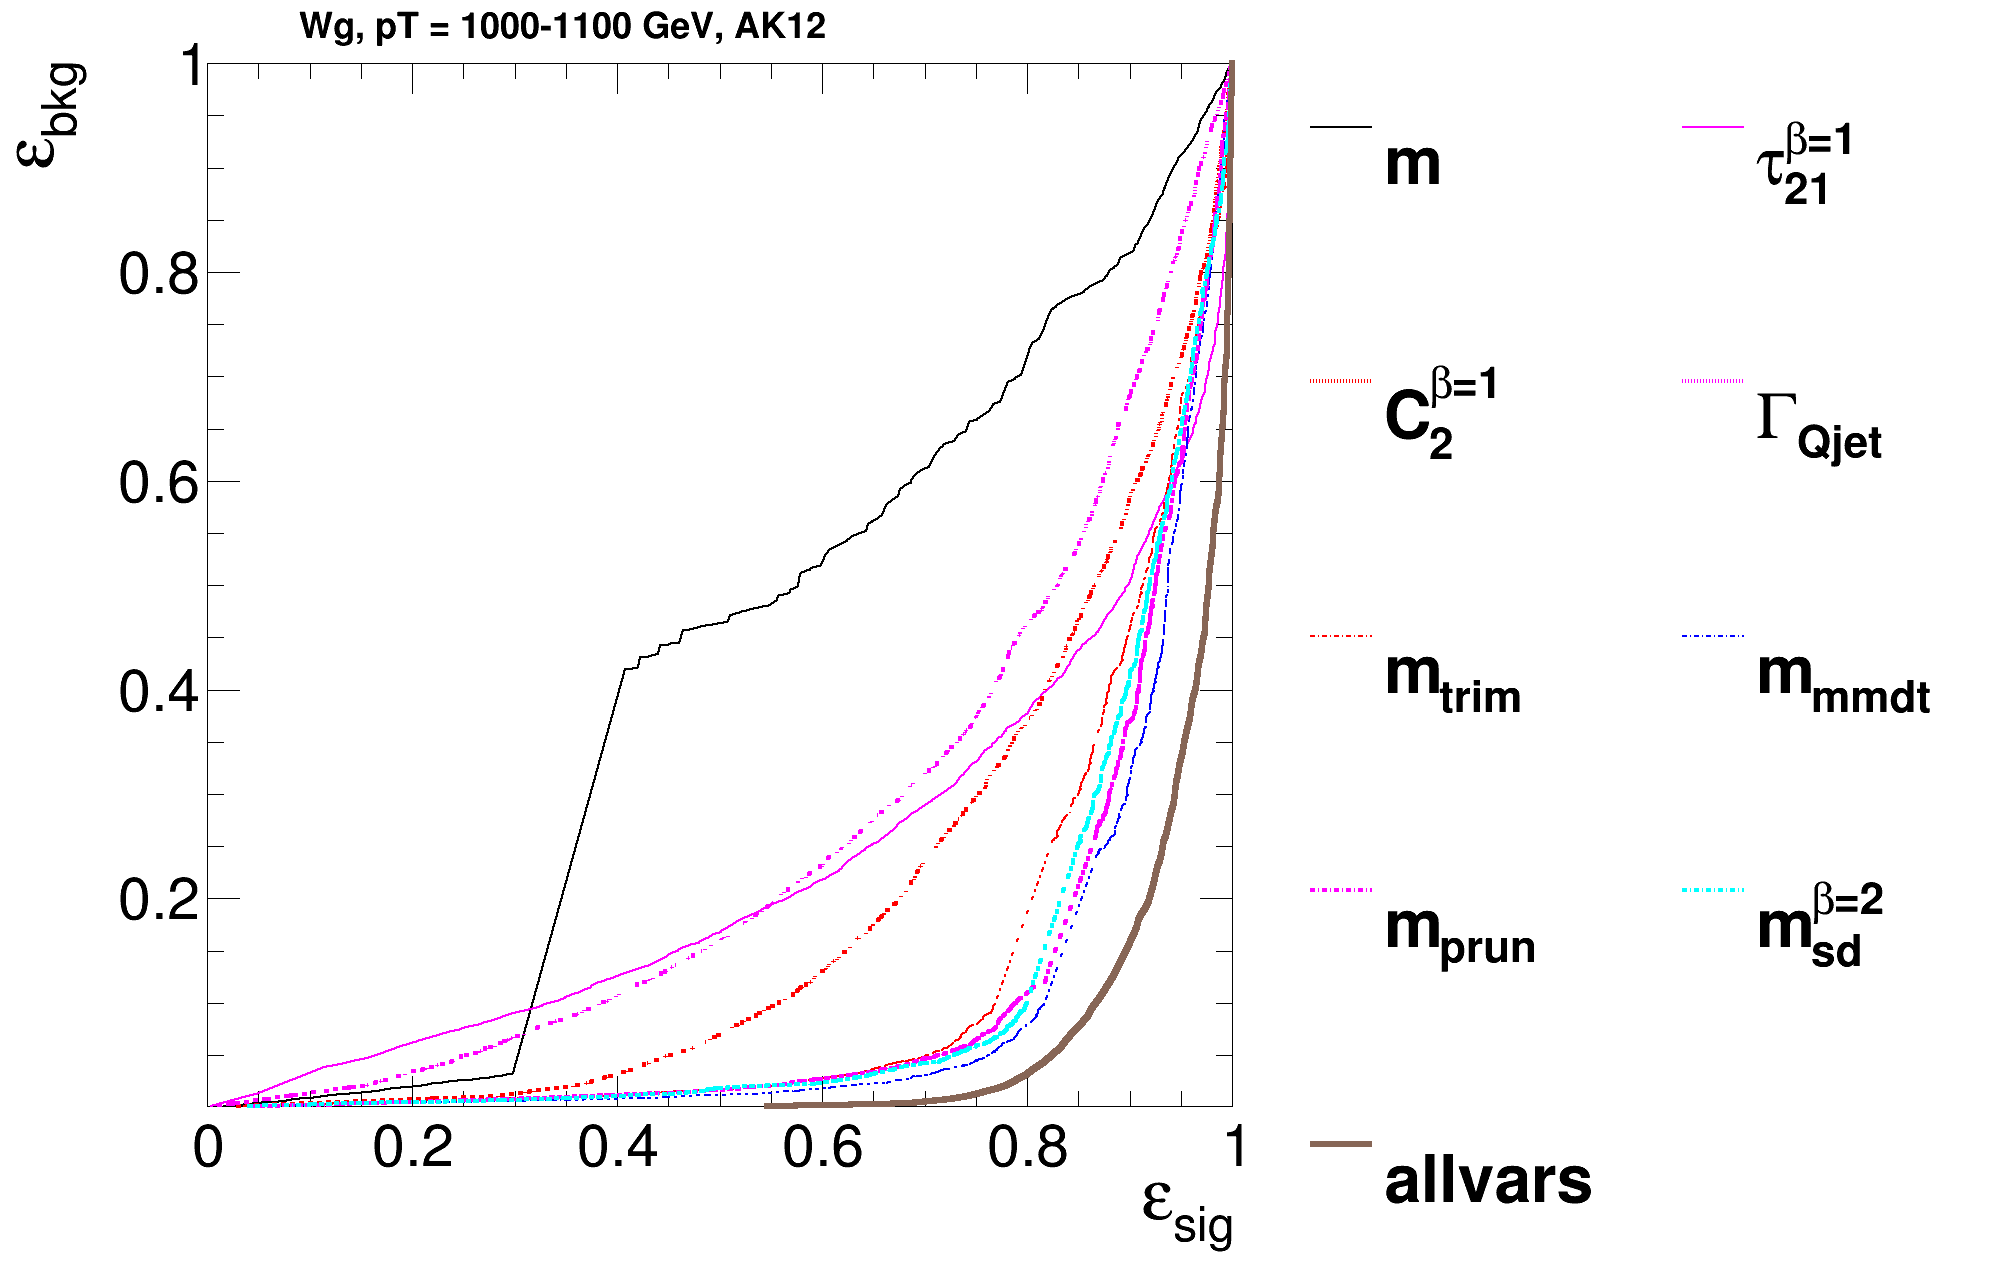 Wg, pT = 1000-1100 GeV, AK12
εbkg
1
0.8
0.6
0.4
0.2
0 0.2 0.4 0.6 0.8 1
εsig
m
τ21β=1
C2β=1
ΓQjet
mtrim
mmmdt
mprun
msdβ=2
allvars